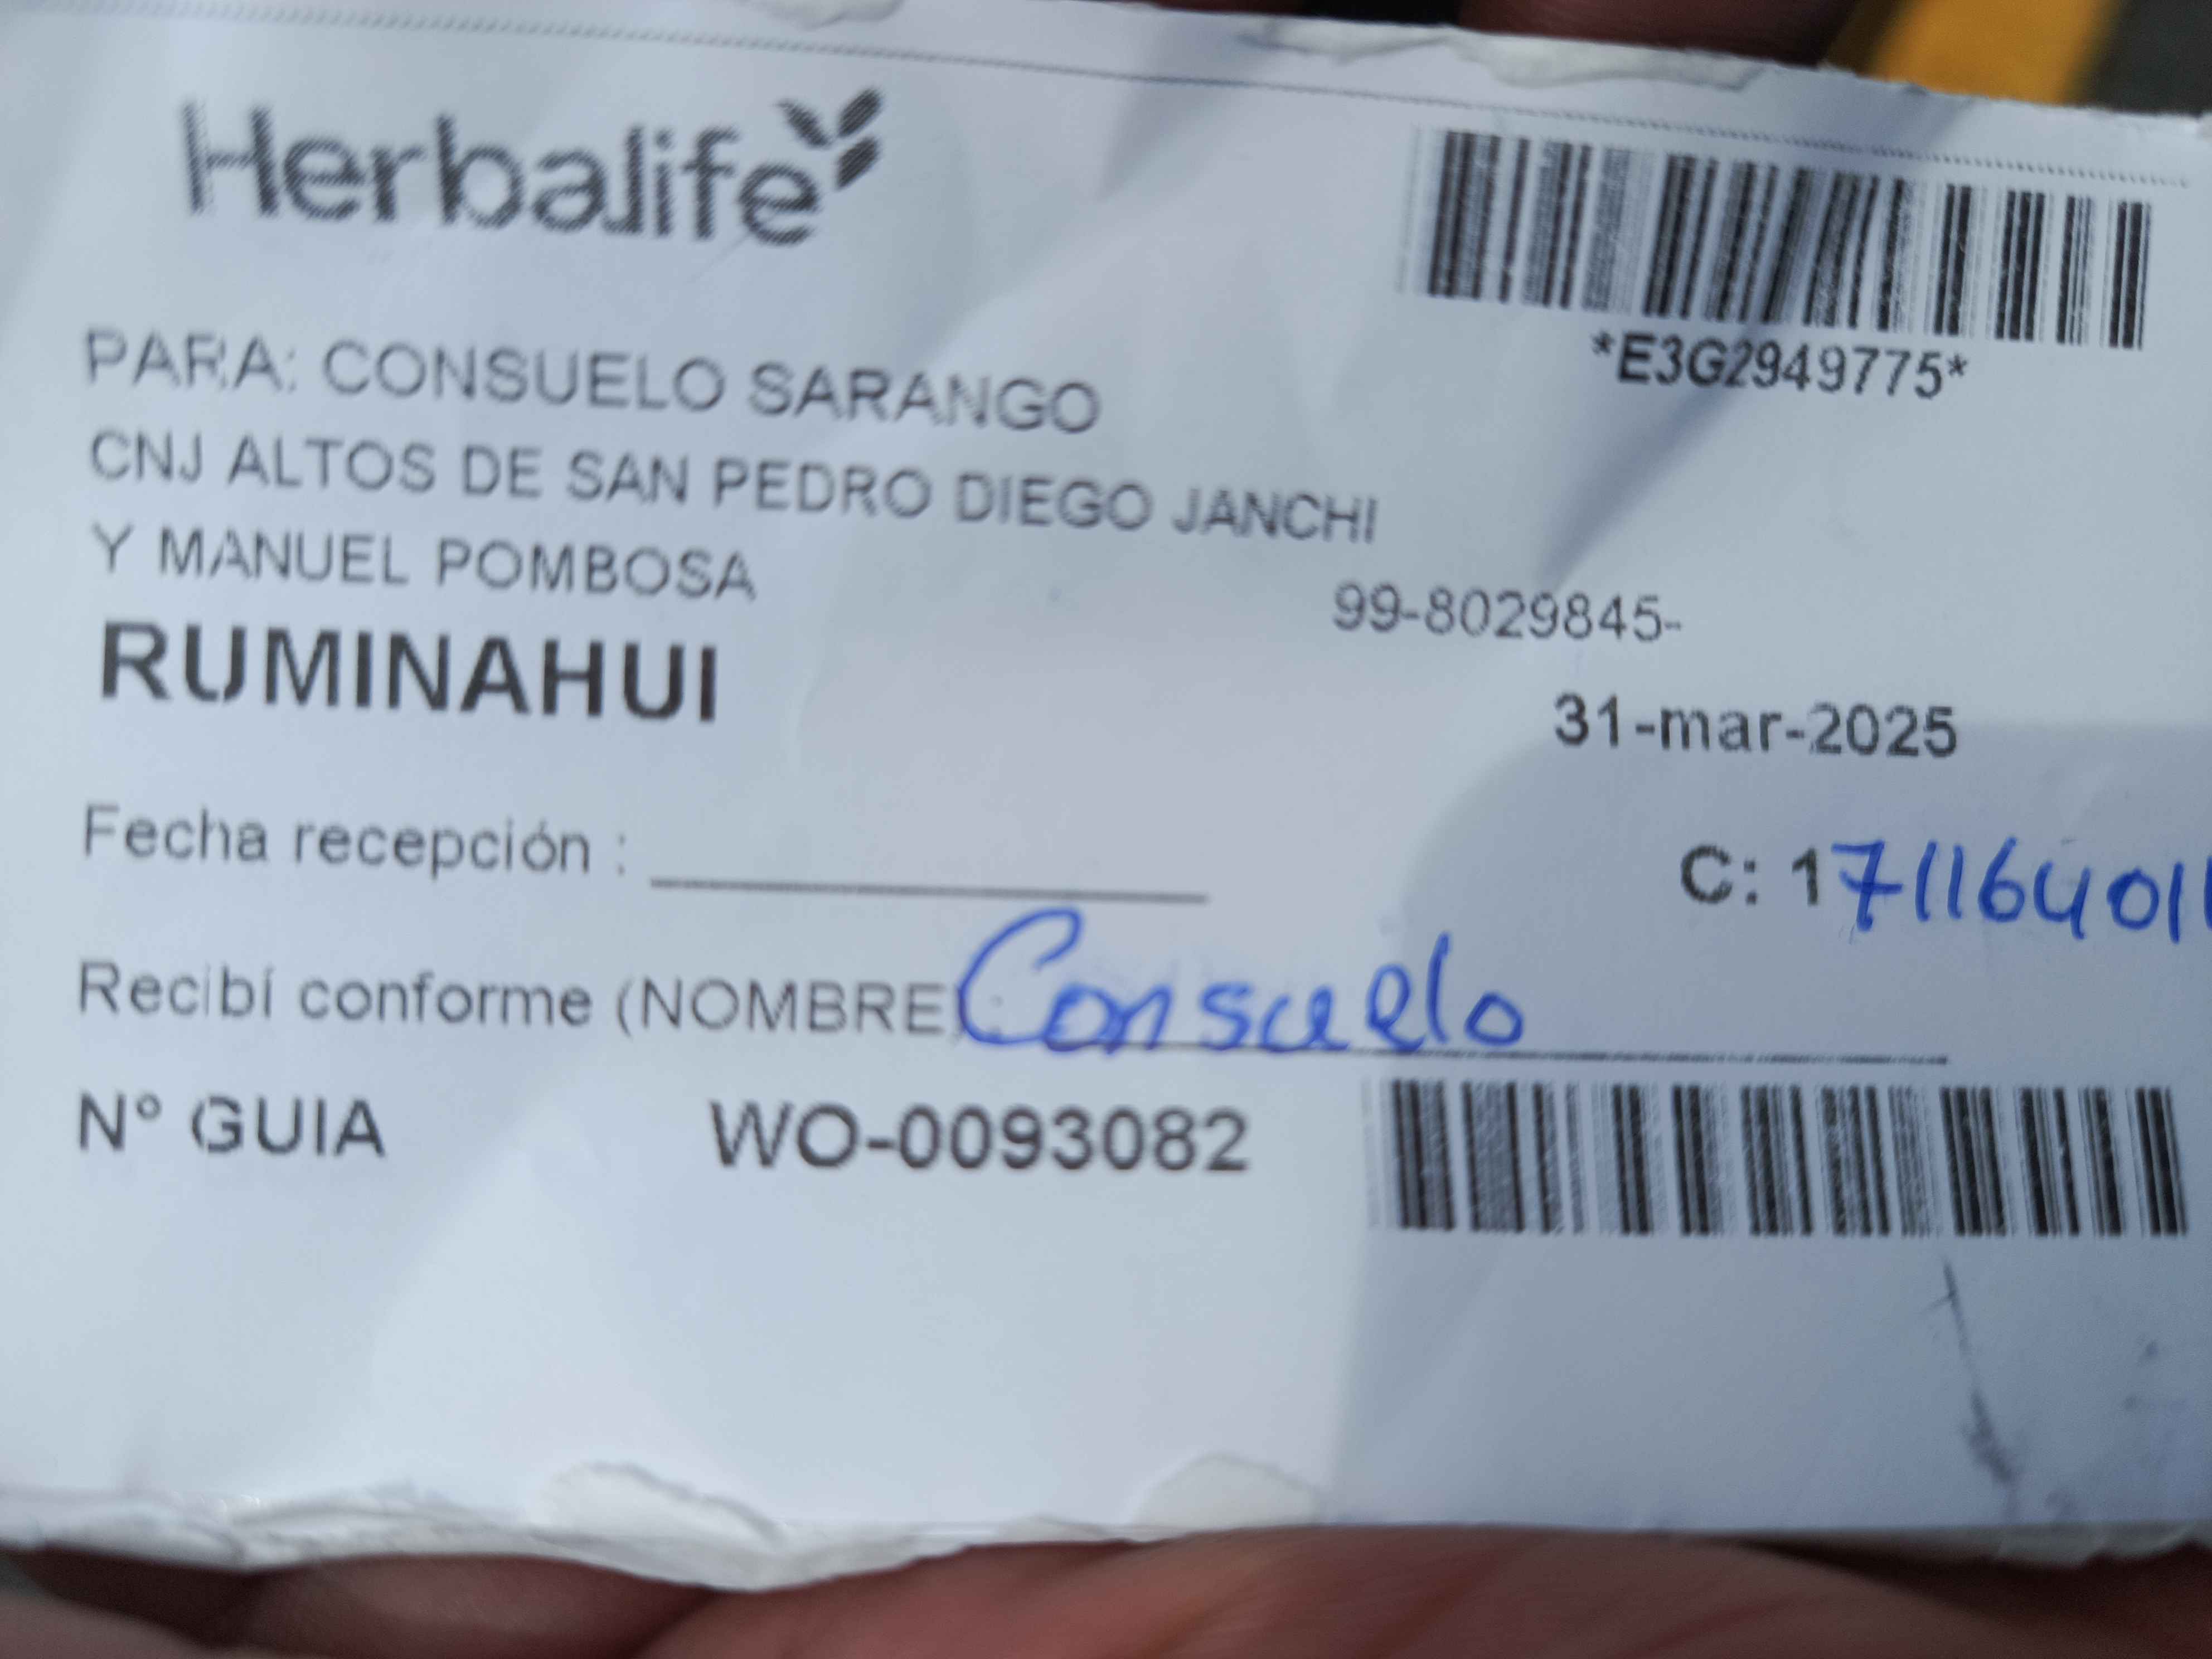 Herbalife
*E3G2949775*
PARA: CONSUELO SARANGO
CNJ ALTOS DE SAN PEDRO DIEGO JANCHI
Y MANUEL POMBOSA
99-8029845-
RUMINAHUI
31-mar-2025
Fecha recepción :
C: 171164011
Recibí conforme (NOMBRE) Consuelo
N° GUIA WO-0093082